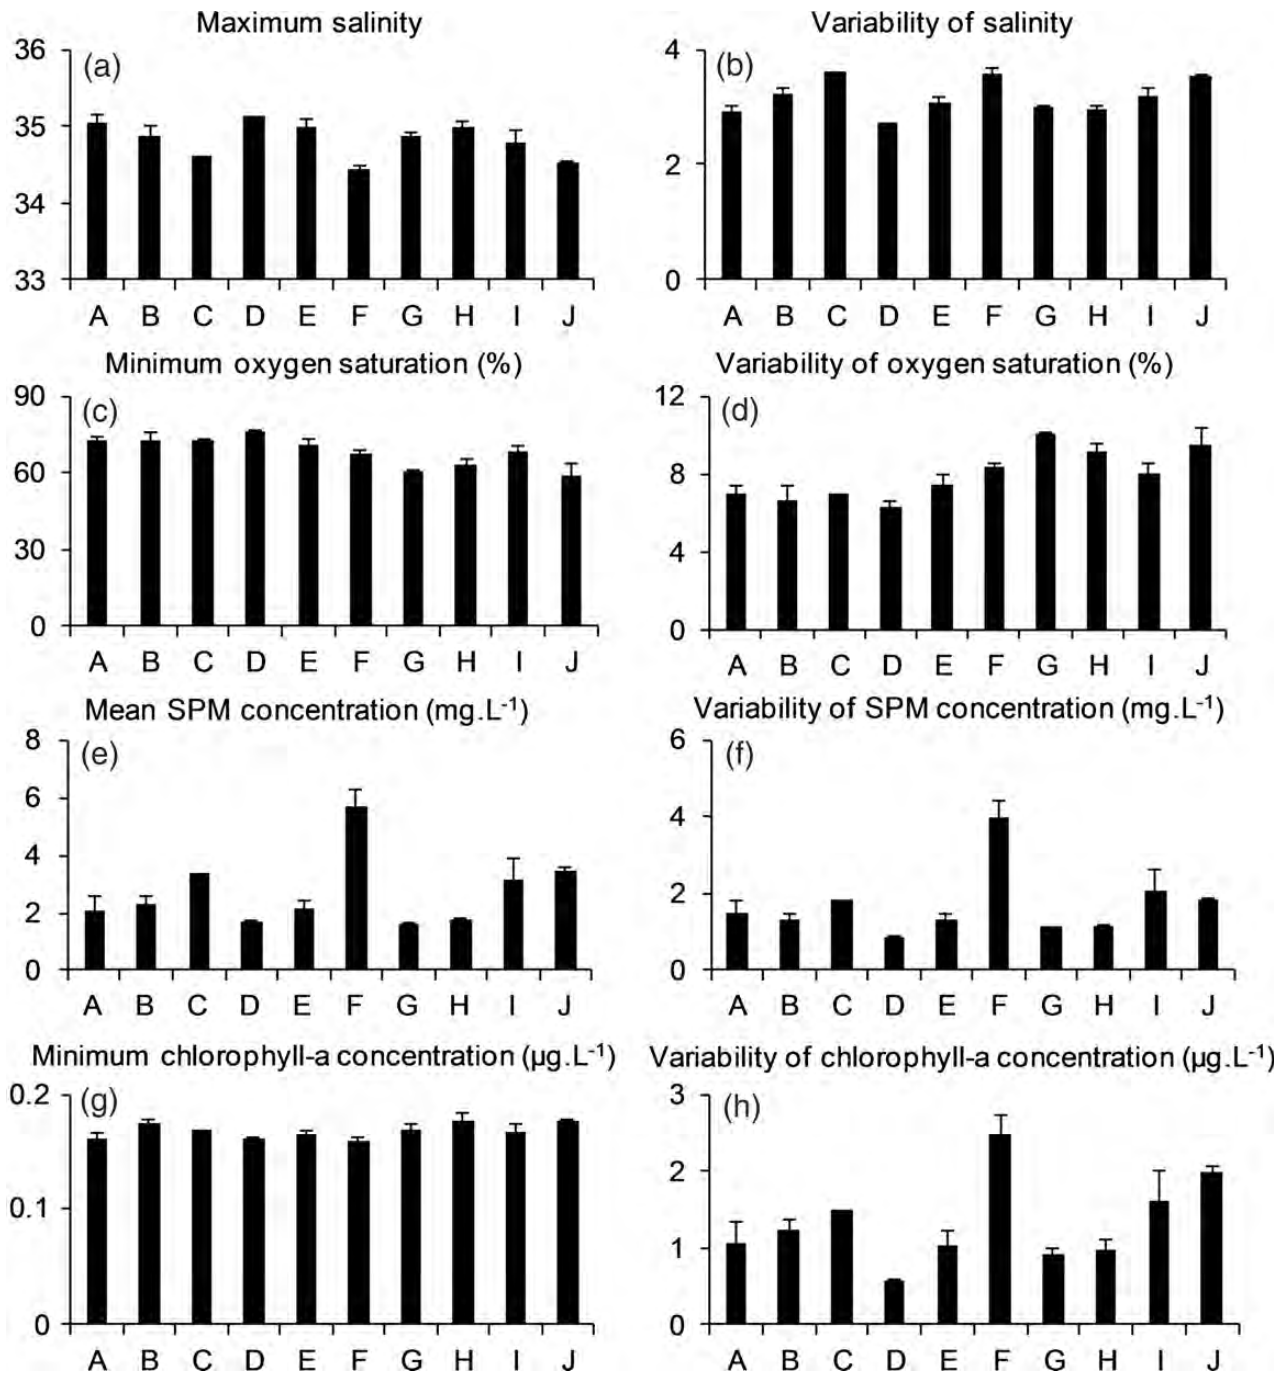 Maximum salinity
(a)
36
35
34
33
A B C D E F G H I J
Variability of salinity
(b)
4
2
0
A B C D E F G H I J
Minimum oxygen saturation (%)
(c)
90
60
30
0
A B C D E F G H I J
Variability of oxygen saturation (%)
(d)
12
8
4
0
A B C D E F G H I J
Mean SPM concentration (mg.L⁻¹)
(e)
8
6
4
2
0
A B C D E F G H I J
Variability of SPM concentration (mg.L⁻¹)
(f)
6
4
2
0
A B C D E F G H I J
Minimum chlorophyll-a concentration (µg.L⁻¹)
(g)
0.2
0.1
0
A B C D E F G H I J
Variability of chlorophyll-a concentration (µg.L⁻¹)
(h)
3
2
1
0
A B C D E F G H I J